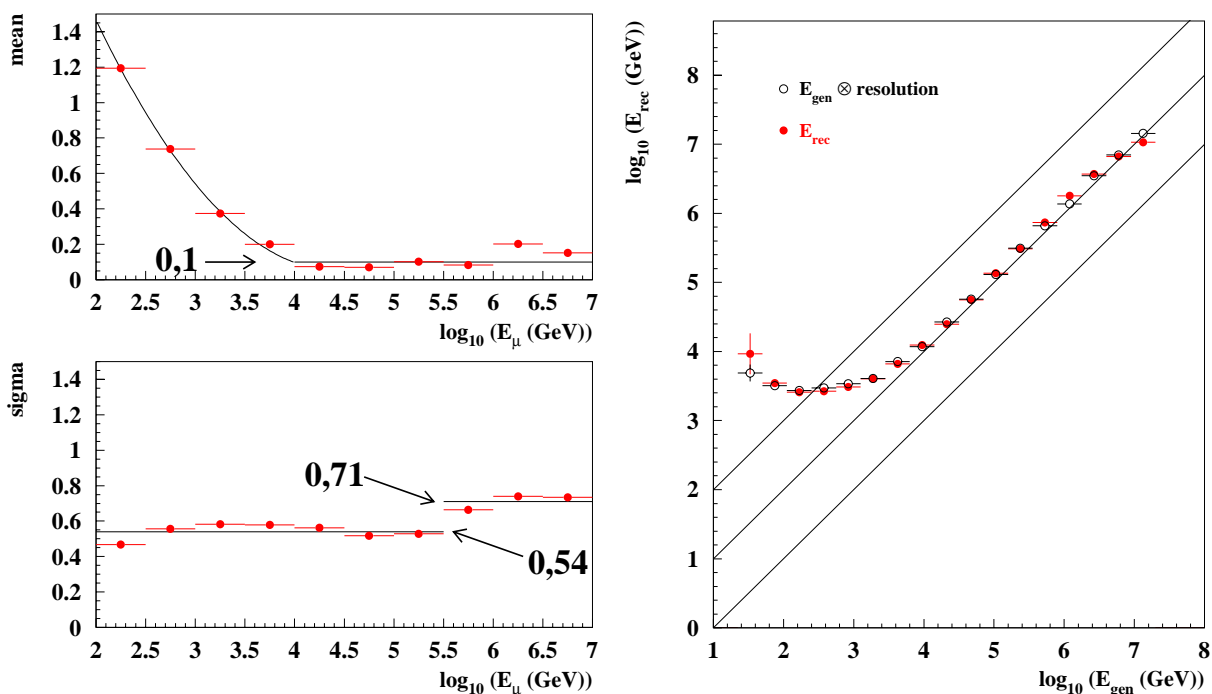 mean
1.4
1.2
1
0.8
0.6
0.4
0.2
0
0,1
2 2.5 3 3.5 4 4.5 5 5.5 6 6.5 7
log10 (Eμ (GeV))
sigma
1.4
1.2
1
0.8
0.6
0.4
0.2
0
0,71
0,54
2 2.5 3 3.5 4 4.5 5 5.5 6 6.5 7
log10 (Eμ (GeV))
log10 (Erec (GeV))
8
7
6
5
4
3
2
1
0
Egen ⊗ resolution
Erec
1 2 3 4 5 6 7 8
log10 (Egen (GeV))